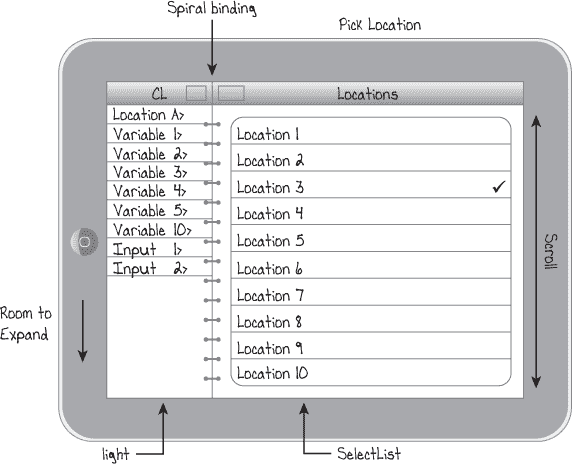 Spiral binding
Pick Location
CL
Locations
Location A>
Variable 1>
Variable 2>
Variable 3>
Variable 4>
Variable 5>
Variable 10>
Input 1>
Input 2>
Location 1
Location 2
Location 3 ✓
Location 4
Location 5
Location 6
Location 7
Location 8
Location 9
Location 10
Scroll
Room to
Expand
light
SelectList